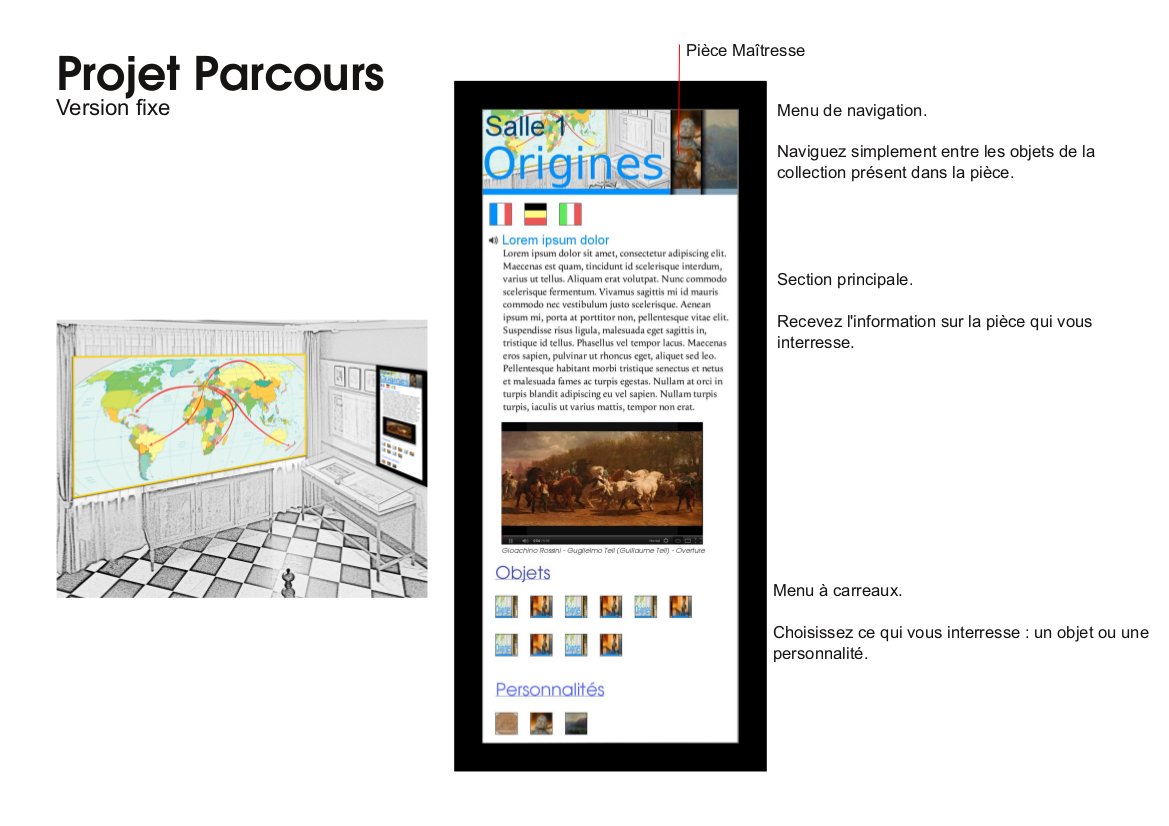 Projet Parcours
Version fixe
Pièce Maîtresse
Salle 1
Origines
Menu de navigation.
Naviguez simplement entre les objets de la
collection présent dans la pièce.
Lorem ipsum dolor
Lorem ipsum dolor sit amet, consectetur adipiscing elit.
Maecenas est quam, tincidunt id scelerisque interdum,
varius ut tellus. Aliquam erat volutpat. Nunc commodo
scelerisque fermentum. Vivamus sagittis mi id mauris
commodo nec vestibulum justo scelerisque. Aenean
ipsum mi, porta at porttitor non, pellentesque vitae elit.
Suspendisse risus ligula, malesuada eget sagittis in,
tristique id tellus. Phasellus vel tempor lacus. Maecenas
eros sapien, pulvinar ut rhoncus eget, aliquet sed leo.
Pellentesque habitant morbi tristique senectus et netus
et malesuada fames ac turpis egestas. Nullam at orci in
turpis blandit adipiscing eu vel sapien. Nullam turpis
turpis, iaculis ut varius mattis, tempor non erat.
Section principale.
Recevez l'information sur la pièce qui vous
interresse.
Gioachino Rossini - Guglielmo Tell (Guillaume Tell) - Overture
Objets
Menu à carreaux.
Choisissez ce qui vous interresse : un objet ou une
personnalité.
Personnalités